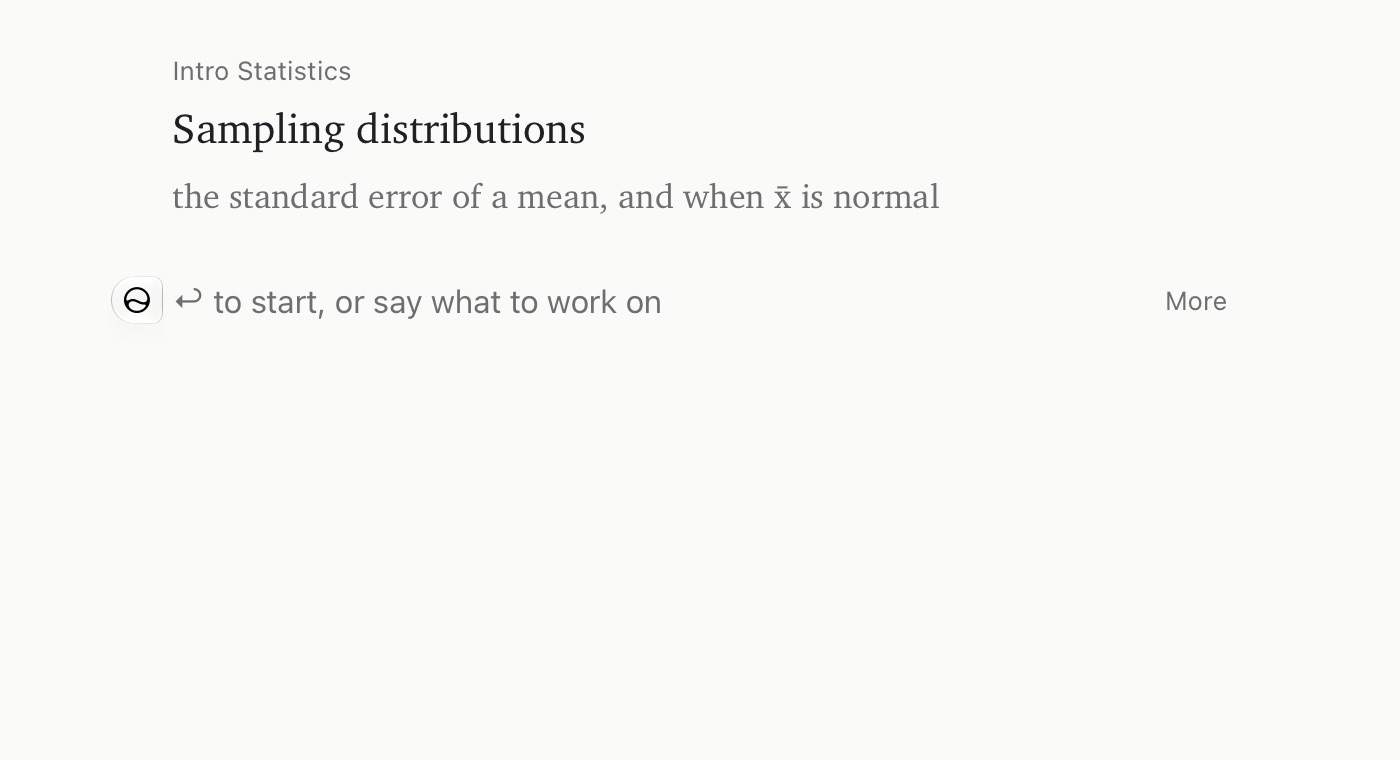 Intro Statistics
Sampling distributions
the standard error of a mean, and when x̄ is normal
↩ to start, or say what to work on
More